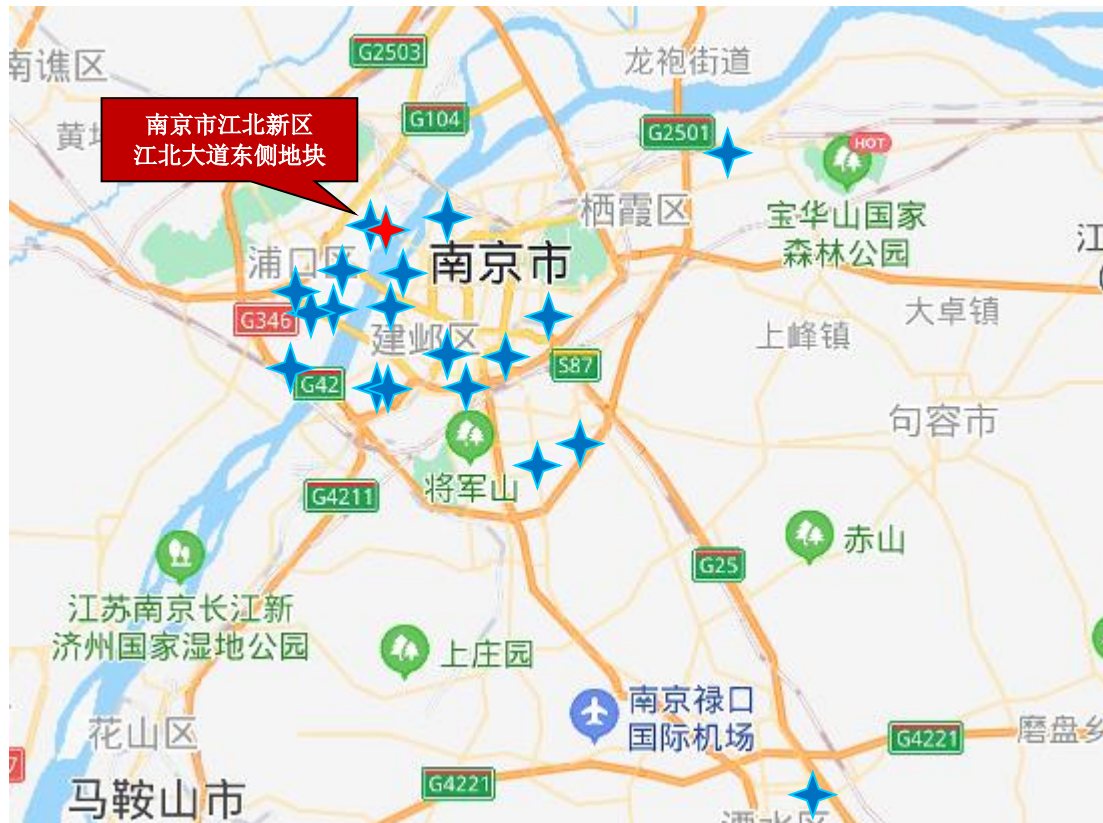 G2503
龙袍街道
南谯区
南京市江北新区
江北大道东侧地块
G104
G2501
HOT
栖霞区
宝华山国家
森林公园
浦口区
南京市
大卓镇
G346
建邺区
上峰镇
S87
G42
句容市
将军山
G4211
赤山
G25
江苏南京长江新
济州国家湿地公园
上庄园
南京禄口
国际机场
花山区
G4221
磨盘乡
G4221
马鞍山市
溧水区